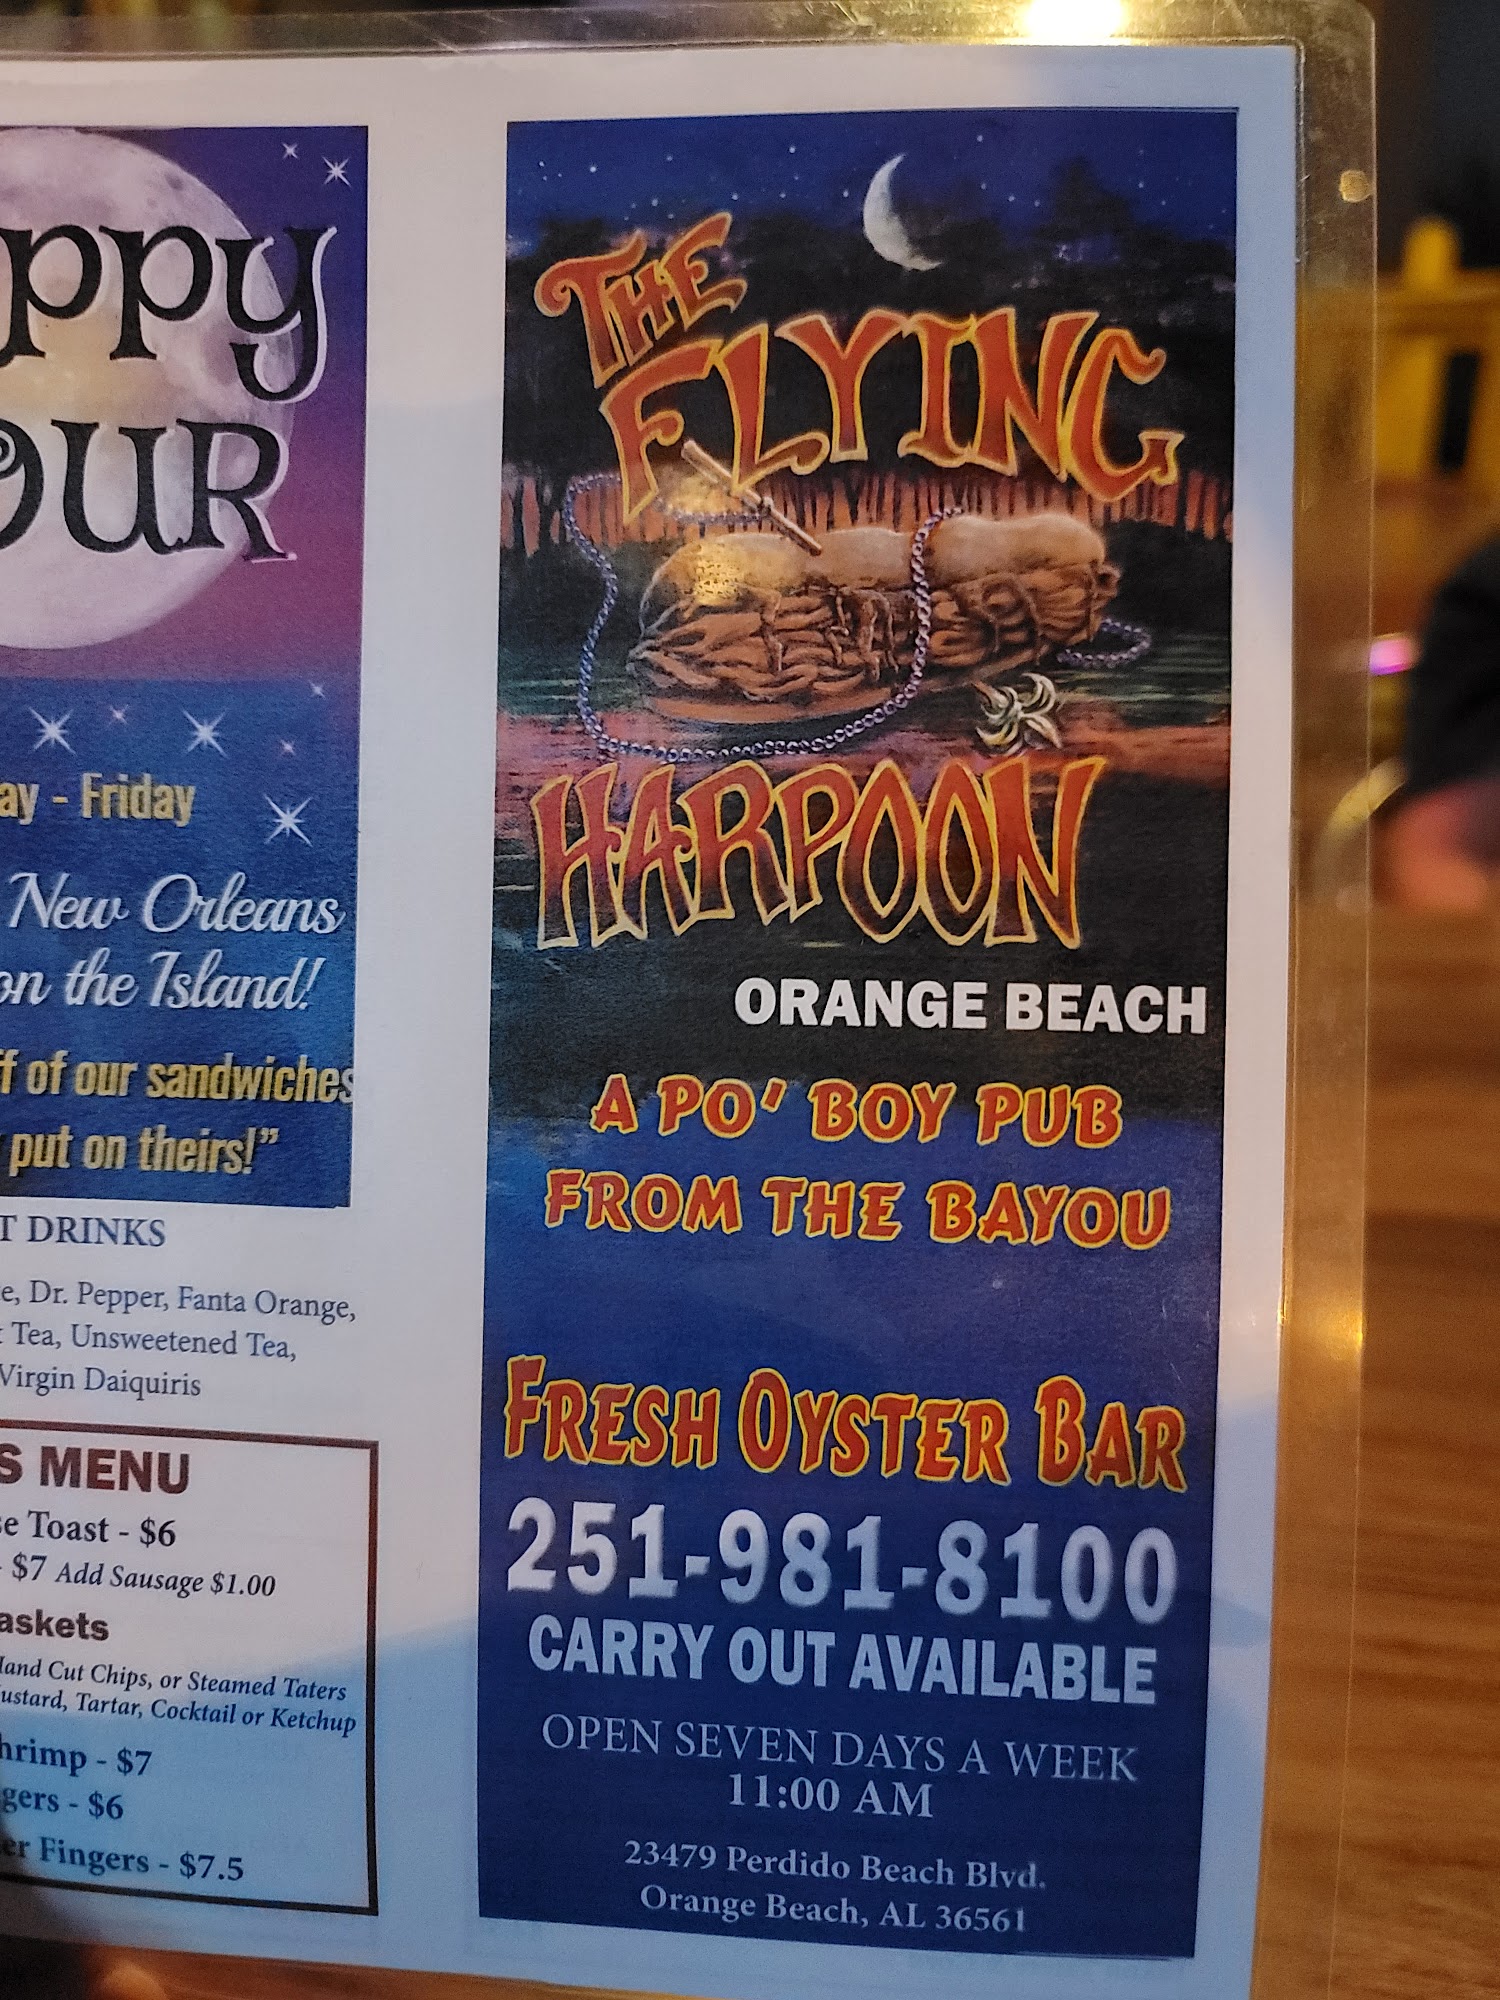 ppy
OUR
ay - Friday
New Orleans
on the Island!
of our sandwiches
put on theirs!"
T DRINKS
e, Dr. Pepper, Fanta Orange,
Tea, Unsweetened Tea,
Virgin Daiquiris
S MENU
se Toast - $6
- $7 Add Sausage $1.00
askets
Hand Cut Chips, or Steamed Taters
ustard, Tartar, Cocktail or Ketchup
hrimp - $7
gers - $6
er Fingers - $7.5
THE
FLYING
HARPOON
ORANGE BEACH
A PO' BOY PUB
FROM THE BAYOU
FRESH OYSTER BAR
251-981-8100
CARRY OUT AVAILABLE
OPEN SEVEN DAYS A WEEK
11:00 AM
23479 Perdido Beach Blvd.
Orange Beach, AL 36561